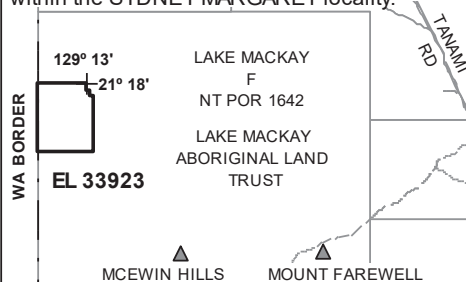 within the SYDNEY MARGARET locality.
TANAMI
RD
129º 13'
21º 18'
LAKE MACKAY
F
NT POR 1642
LAKE MACKAY
ABORIGINAL LAND
TRUST
WA BORDER
EL 33923
MCEWIN HILLS
MOUNT FAREWELL